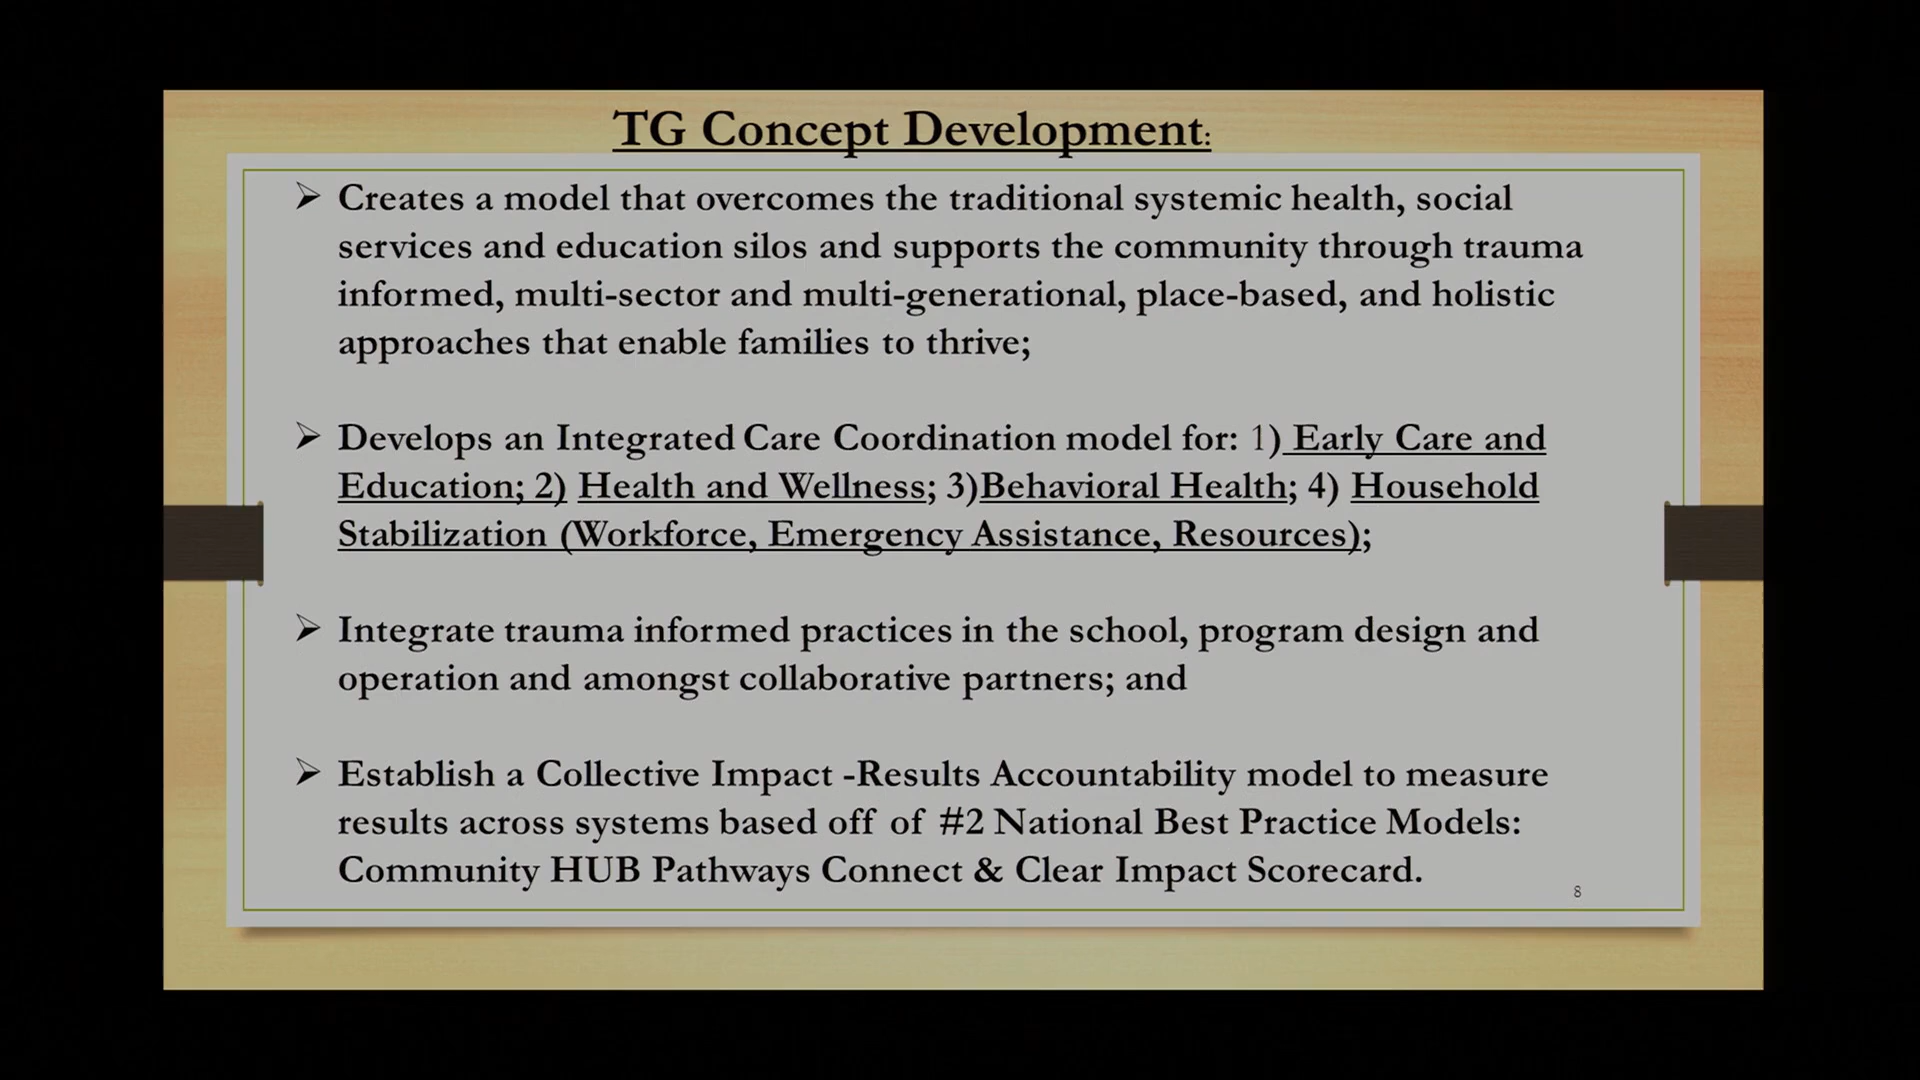 TG Concept Development:
➢ Creates a model that overcomes the traditional systemic health, social
services and education silos and supports the community through trauma
informed, multi-sector and multi-generational, place-based, and holistic
approaches that enable families to thrive;
➢ Develops an Integrated Care Coordination model for: 1) Early Care and
Education; 2) Health and Wellness; 3)Behavioral Health; 4) Household
Stabilization (Workforce, Emergency Assistance, Resources);
➢ Integrate trauma informed practices in the school, program design and
operation and amongst collaborative partners; and
➢ Establish a Collective Impact -Results Accountability model to measure
results across systems based off of #2 National Best Practice Models:
Community HUB Pathways Connect & Clear Impact Scorecard.
8